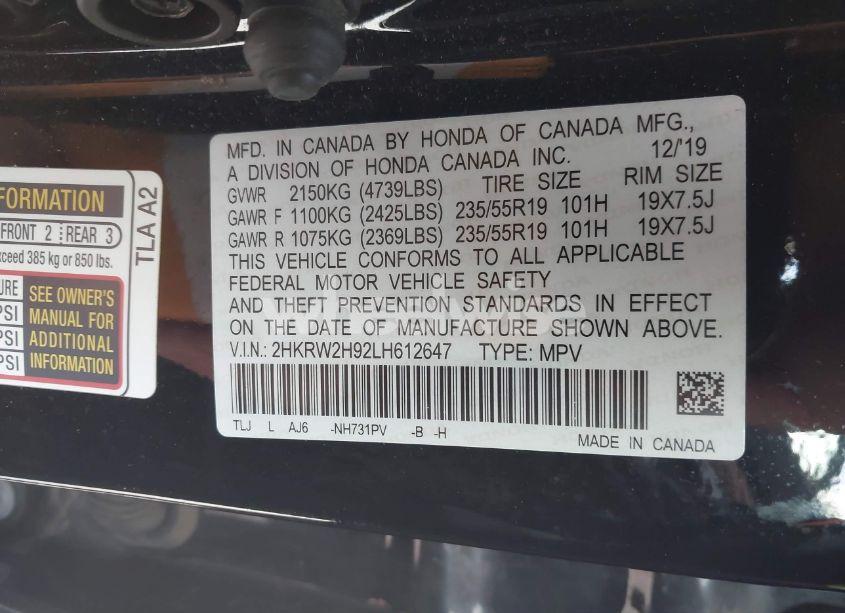 FORMATION
FRONT 2 REAR 3
xceed 385 kg or 850 lbs.
SEE OWNER'S
MANUAL FOR
ADDITIONAL
INFORMATION
PSI
PSI
PSI
TLA A2
MFD. IN CANADA BY HONDA OF CANADA MFG.,
A DIVISION OF HONDA CANADA INC. 12/'19
GVWR 2150KG (4739LBS) TIRE SIZE RIM SIZE
GAWR F 1100KG (2425LBS) 235/55R19 101H 19X7.5J
GAWR R 1075KG (2369LBS) 235/55R19 101H 19X7.5J
THIS VEHICLE CONFORMS TO ALL APPLICABLE
FEDERAL MOTOR VEHICLE SAFETY
AND THEFT PREVENTION STANDARDS IN EFFECT
ON THE DATE OF MANUFACTURE SHOWN ABOVE.
V.I.N.: 2HKRW2H92LH612647 TYPE: MPV
TLJ L AJ6 -NH731PV -B -H
MADE IN CANADA